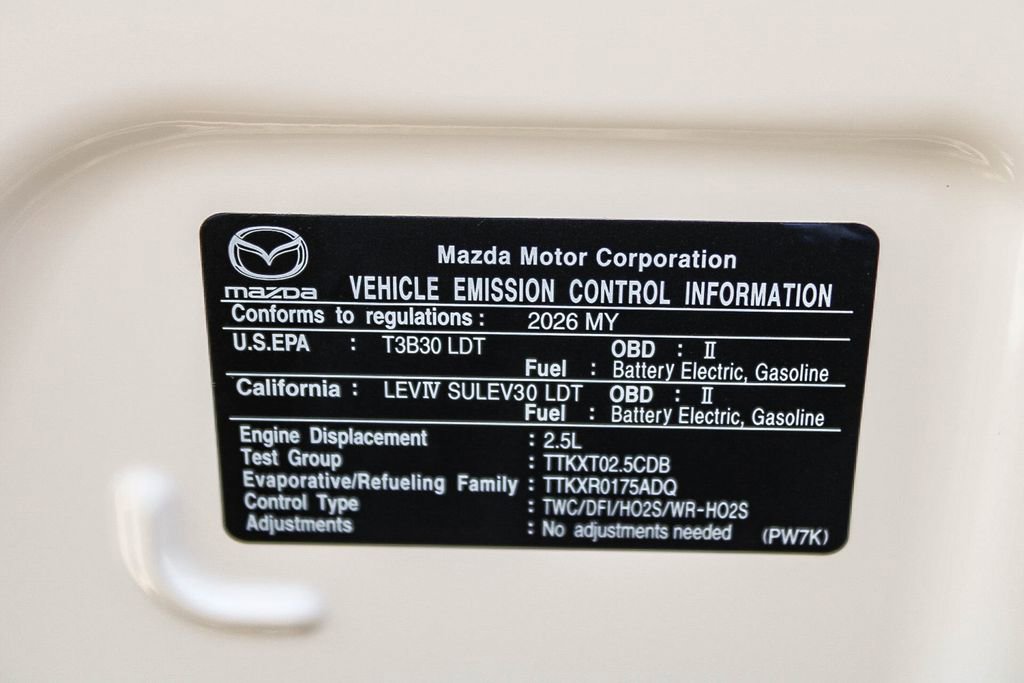 Mazda Motor Corporation
mazda VEHICLE EMISSION CONTROL INFORMATION
Conforms to regulations : 2026 MY
U.S.EPA : T3B30 LDT OBD : Ⅱ
Fuel : Battery Electric, Gasoline
California : LEVⅣ SULEV30 LDT OBD : Ⅱ
Fuel : Battery Electric, Gasoline
Engine Displacement : 2.5L
Test Group : TTKXT02.5CDB
Evaporative/Refueling Family : TTKXR0175ADQ
Control Type : TWC/DFI/HO2S/WR-HO2S
Adjustments : No adjustments needed (PW7K)